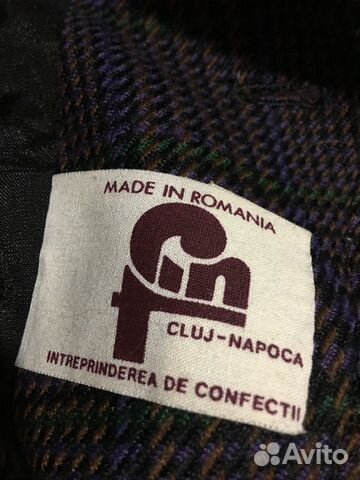 MADE IN ROMANIA
CLUJ-NAPOCA
INTREPRINDEREA DE CONFECTII
Avito